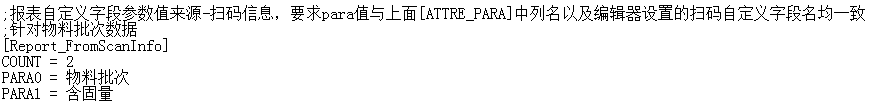 ;报表自定义字段参数值来源-扫码信息，要求para值与上面[ATTRE_PARA]中列名以及编辑器设置的扫码自定义字段名均一致
;针对物料批次数据
[Report_FromScanInfo]
COUNT = 2
PARA0 = 物料批次
PARA1 = 含固量